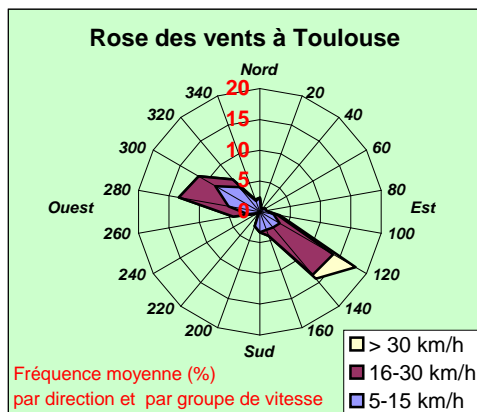 Rose des vents à Toulouse
Nord
340 20 20
320 15 40
300 10 60
280 5 80
Ouest 0 Est
260 100
240 120
220 140
200 160
Sud
Fréquence moyenne (%)
par direction et par groupe de vitesse
> 30 km/h
16-30 km/h
5-15 km/h